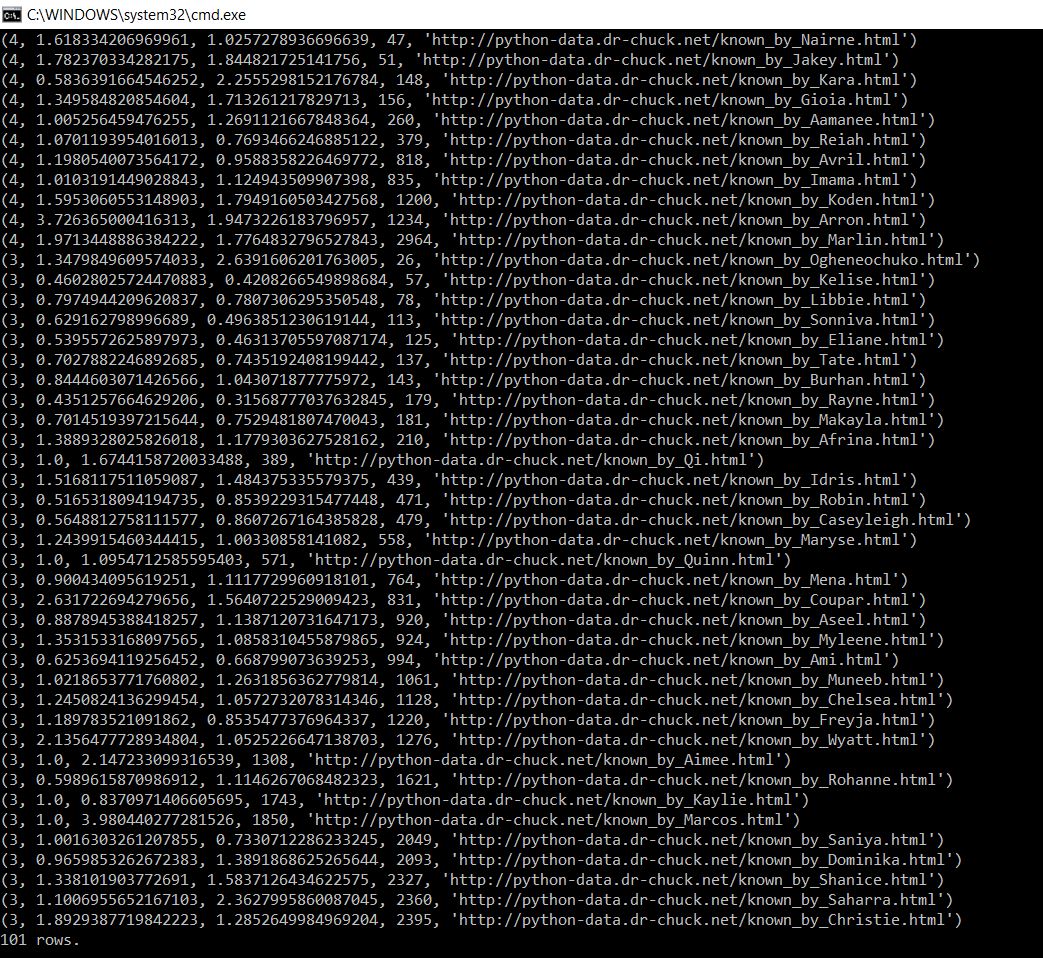 C:\WINDOWS\system32\cmd.exe
(4, 1.618334206969961, 1.0257278936696639, 47, 'http://python-data.dr-chuck.net/known_by_Nairne.html')
(4, 1.782370334282175, 1.844821725141756, 51, 'http://python-data.dr-chuck.net/known_by_Jakey.html')
(4, 0.5836391664546252, 2.2555298152176784, 148, 'http://python-data.dr-chuck.net/known_by_Kara.html')
(4, 1.349584820854604, 1.713261217829713, 156, 'http://python-data.dr-chuck.net/known_by_Gioia.html')
(4, 1.005256459476255, 1.2691121667848364, 260, 'http://python-data.dr-chuck.net/known_by_Aamanee.html')
(4, 1.0701193954016013, 0.7693466246885122, 379, 'http://python-data.dr-chuck.net/known_by_Reiah.html')
(4, 1.1980540073564172, 0.9588358226469772, 818, 'http://python-data.dr-chuck.net/known_by_Avril.html')
(4, 1.0103191449028843, 1.124943509907398, 835, 'http://python-data.dr-chuck.net/known_by_Imama.html')
(4, 1.5953060553148903, 1.7949160503427568, 1200, 'http://python-data.dr-chuck.net/known_by_Koden.html')
(4, 3.726365000416313, 1.9473226183796957, 1234, 'http://python-data.dr-chuck.net/known_by_Arron.html')
(4, 1.9713448886384222, 1.7764832796527843, 2964, 'http://python-data.dr-chuck.net/known_by_Marlin.html')
(3, 1.3479849609574033, 2.6391606201763005, 26, 'http://python-data.dr-chuck.net/known_by_Ogheneochuko.html')
(3, 0.46028025724470883, 0.4208266549898684, 57, 'http://python-data.dr-chuck.net/known_by_Kelise.html')
(3, 0.7974944209620837, 0.7807306295350548, 78, 'http://python-data.dr-chuck.net/known_by_Libbie.html')
(3, 0.629162798996689, 0.4963851230619144, 113, 'http://python-data.dr-chuck.net/known_by_Sonniva.html')
(3, 0.5395572625897973, 0.46313705597087174, 125, 'http://python-data.dr-chuck.net/known_by_Eliane.html')
(3, 0.7027882246892685, 0.7435192408199442, 137, 'http://python-data.dr-chuck.net/known_by_Tate.html')
(3, 0.8444603071426566, 1.043071877775972, 143, 'http://python-data.dr-chuck.net/known_by_Burhan.html')
(3, 0.4351257664629206, 0.31568777037632845, 179, 'http://python-data.dr-chuck.net/known_by_Rayne.html')
(3, 0.7014519397215644, 0.7529481807470043, 181, 'http://python-data.dr-chuck.net/known_by_Makayla.html')
(3, 1.3889328025826018, 1.1779303627528162, 210, 'http://python-data.dr-chuck.net/known_by_Afrina.html')
(3, 1.0, 1.6744158720033488, 389, 'http://python-data.dr-chuck.net/known_by_Qi.html')
(3, 1.5168117511059087, 1.484375335579375, 439, 'http://python-data.dr-chuck.net/known_by_Idris.html')
(3, 0.5165318094194735, 0.8539229315477448, 471, 'http://python-data.dr-chuck.net/known_by_Robin.html')
(3, 0.5648812758111577, 0.8607267164385828, 479, 'http://python-data.dr-chuck.net/known_by_Caseyleigh.html')
(3, 1.2439915460344415, 1.00330858141082, 558, 'http://python-data.dr-chuck.net/known_by_Maryse.html')
(3, 1.0, 1.0954712585595403, 571, 'http://python-data.dr-chuck.net/known_by_Quinn.html')
(3, 0.900434095619251, 1.1117729960918101, 764, 'http://python-data.dr-chuck.net/known_by_Mena.html')
(3, 2.631722694279656, 1.5640722529009423, 831, 'http://python-data.dr-chuck.net/known_by_Coupar.html')
(3, 0.8878945388418257, 1.1387120731647173, 920, 'http://python-data.dr-chuck.net/known_by_Aseel.html')
(3, 1.3531533168097565, 1.0858310455879865, 924, 'http://python-data.dr-chuck.net/known_by_Myleene.html')
(3, 0.6253694119256452, 0.668799073639253, 994, 'http://python-data.dr-chuck.net/known_by_Ami.html')
(3, 1.0218653771760802, 1.2631856362779814, 1061, 'http://python-data.dr-chuck.net/known_by_Muneeb.html')
(3, 1.2450824136299454, 1.0572732078314346, 1128, 'http://python-data.dr-chuck.net/known_by_Chelsea.html')
(3, 1.189783521091862, 0.8535477376964337, 1220, 'http://python-data.dr-chuck.net/known_by_Freyja.html')
(3, 2.1356477728934804, 1.0525226647138703, 1276, 'http://python-data.dr-chuck.net/known_by_Wyatt.html')
(3, 1.0, 2.147233099316539, 1308, 'http://python-data.dr-chuck.net/known_by_Aimee.html')
(3, 0.5989615870986912, 1.1146267068482323, 1621, 'http://python-data.dr-chuck.net/known_by_Rohanne.html')
(3, 1.0, 0.8370971406605695, 1743, 'http://python-data.dr-chuck.net/known_by_Kaylie.html')
(3, 1.0, 3.980440277281526, 1850, 'http://python-data.dr-chuck.net/known_by_Marcos.html')
(3, 1.0016303261207855, 0.7330712286233245, 2049, 'http://python-data.dr-chuck.net/known_by_Saniya.html')
(3, 0.9659853262672383, 1.3891868625265644, 2093, 'http://python-data.dr-chuck.net/known_by_Dominika.html')
(3, 1.338101903772691, 1.5837126434622575, 2327, 'http://python-data.dr-chuck.net/known_by_Shanice.html')
(3, 1.1006955652167103, 2.3627995860087045, 2360, 'http://python-data.dr-chuck.net/known_by_Saharra.html')
(3, 1.8929387719842223, 1.2852649984969204, 2395, 'http://python-data.dr-chuck.net/known_by_Christie.html')
101 rows.